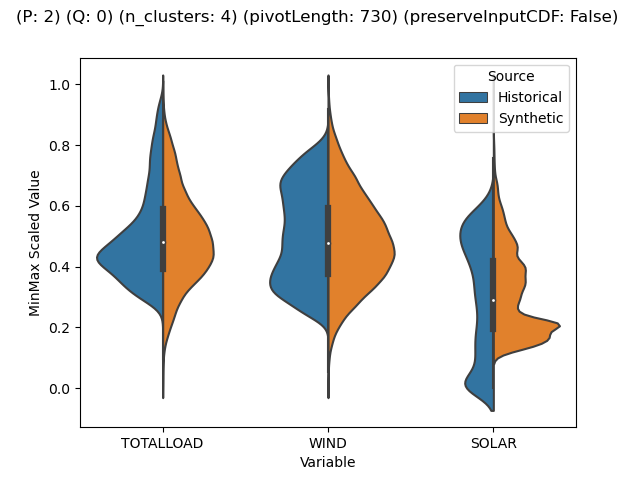 (P: 2) (Q: 0) (n_clusters: 4) (pivotLength: 730) (preserveInputCDF: False)
Source
Historical
Synthetic
1.0
0.8
0.6
0.4
0.2
0.0
MinMax Scaled Value
TOTALLOAD WIND SOLAR
Variable